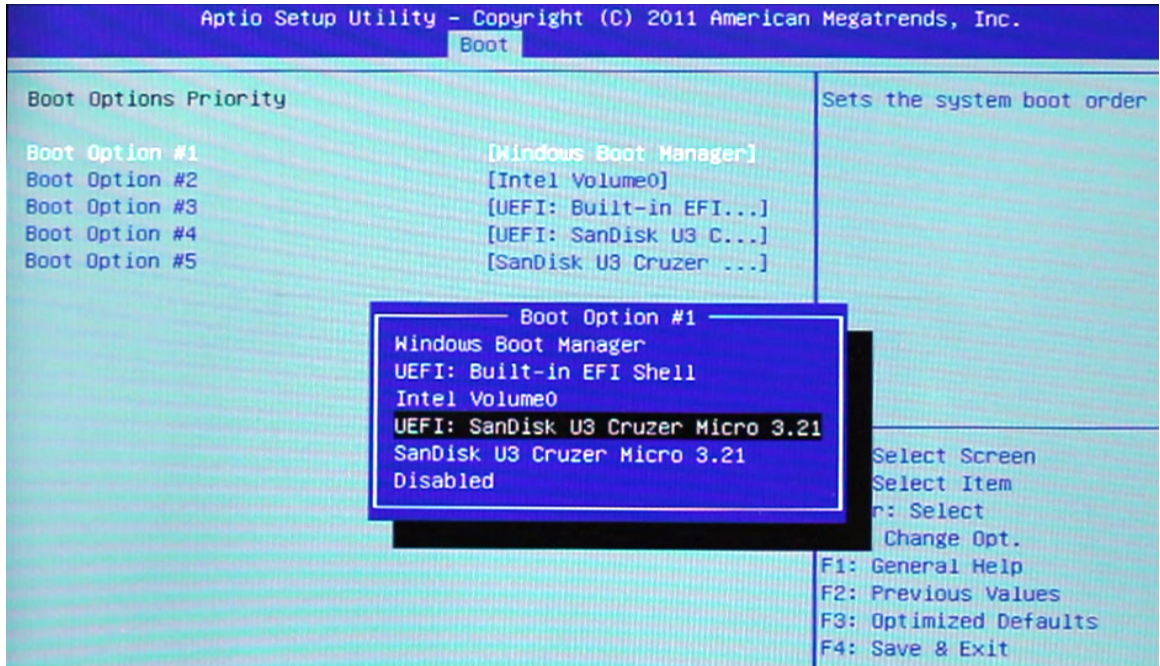 Aptio Setup Utility – Copyright (C) 2011 American Megatrends, Inc.
Boot
Boot Options Priority
Boot Option #1 [Windows Boot Manager]
Boot Option #2 [Intel Volume0]
Boot Option #3 [UEFI: Built-in EFI...]
Boot Option #4 [UEFI: SanDisk U3 C...]
Boot Option #5 [SanDisk U3 Cruzer ...]
Sets the system boot order
Boot Option #1
Windows Boot Manager
UEFI: Built-in EFI Shell
Intel Volume0
UEFI: SanDisk U3 Cruzer Micro 3.21
SanDisk U3 Cruzer Micro 3.21
Disabled
Select Screen
Select Item
r: Select
Change Opt.
F1: General Help
F2: Previous Values
F3: Optimized Defaults
F4: Save & Exit